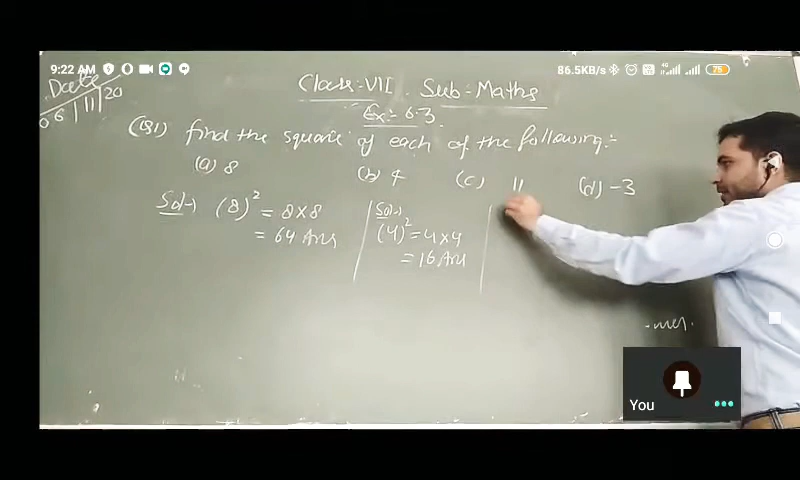 9:22 AM
86.5KB/s 4G 75
Date
06/11/20
Class:-VII. Sub:-Maths
Ex:- 6.3
(Q1) find the square of each of the following:-
(a) 8 (b) 4 (c) 11 (d) -3
Sol→ (8)² = 8×8
= 64 Ans
Sol→
(4)² = 4×4
= 16 Ans
You